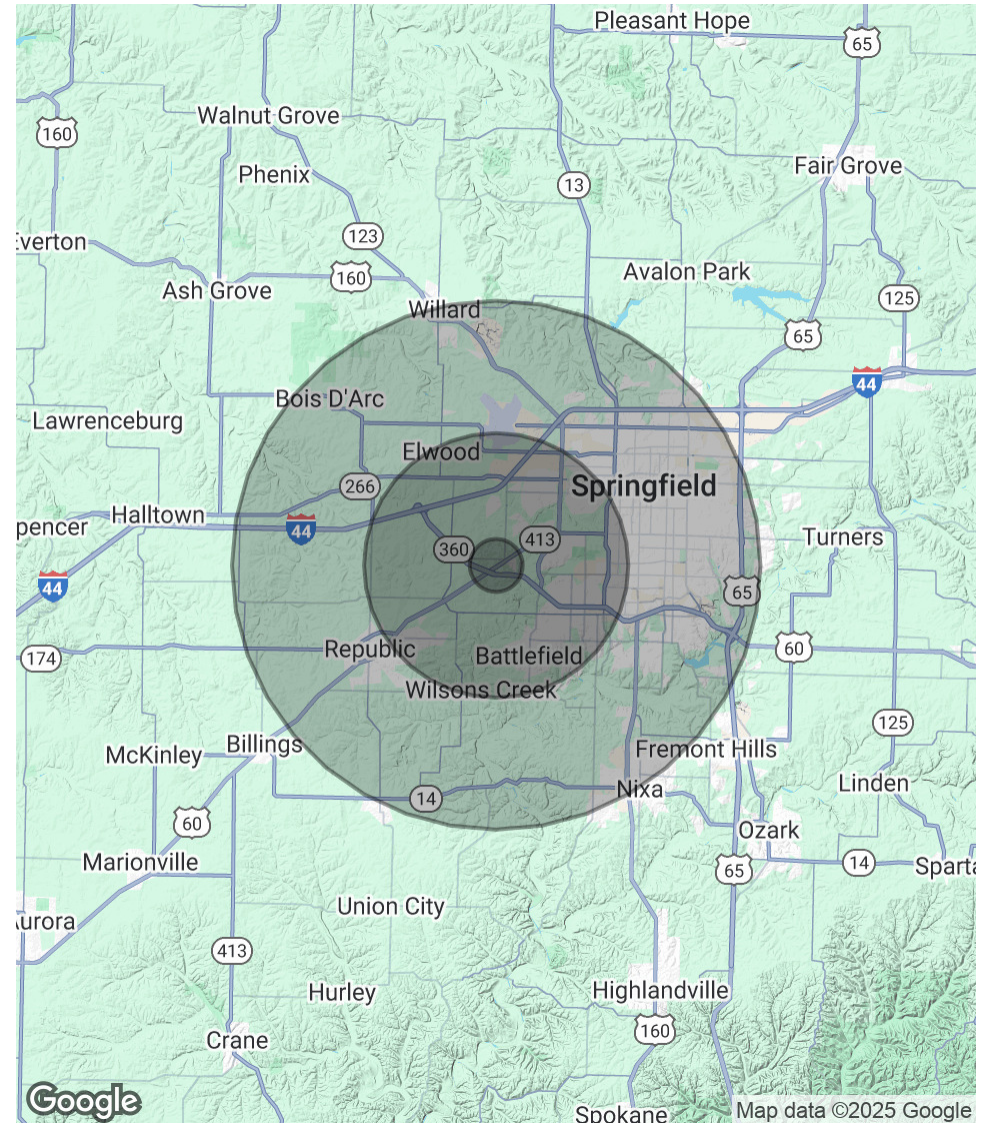 Pleasant Hope
65
Walnut Grove
160
Fair Grove
Phenix
13
123
Everton
160
Avalon Park
Ash Grove
125
Willard
65
44
Bois D'Arc
Lawrenceburg
Elwood
266
Springfield
Halltown
pencer
44
413
Turners
360
44
65
60
Republic
174
Battlefield
Wilsons Creek
125
Billings
Fremont Hills
McKinley
Linden
Nixa
14
60
Ozark
Marionville
14
Sparta
65
Union City
Aurora
413
Hurley
Highlandville
160
Crane
Google
Spokane
Map data ©2025 Google